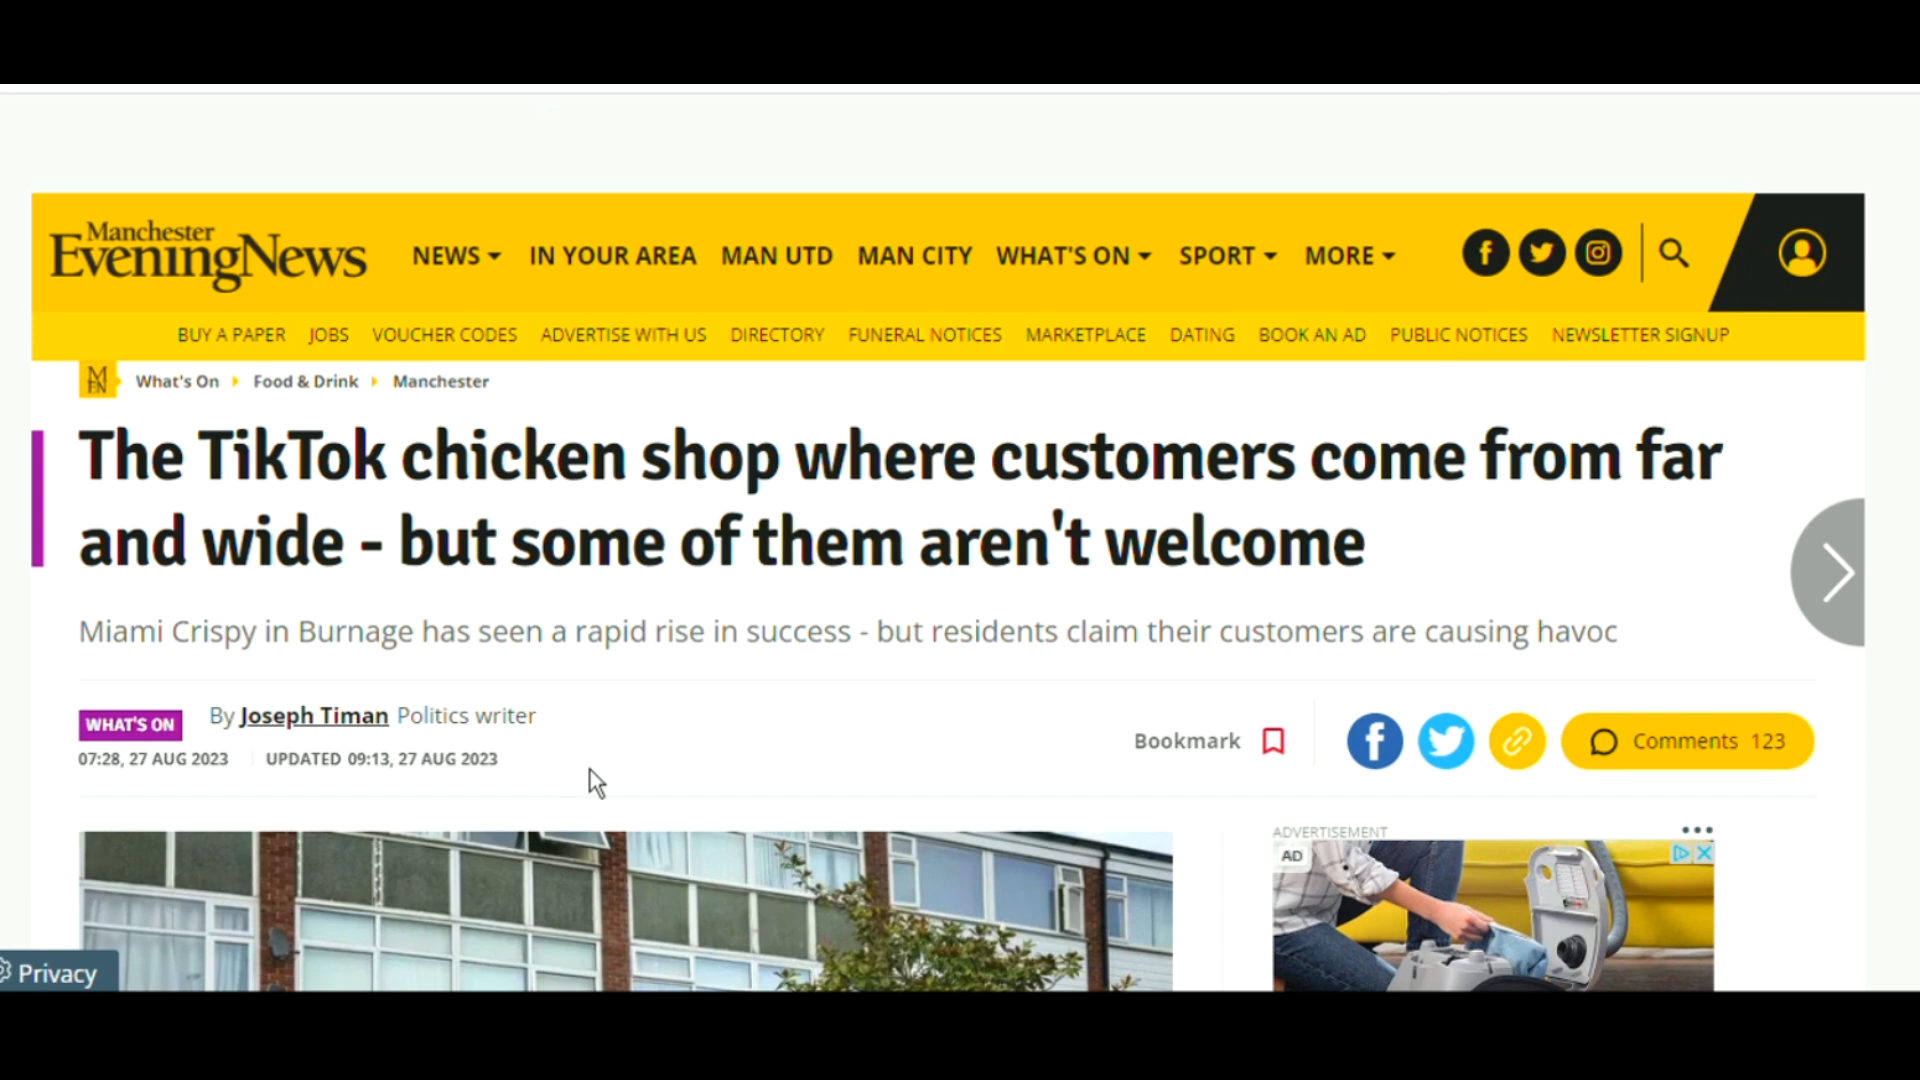 Manchester
EveningNews
NEWS IN YOUR AREA MAN UTD MAN CITY WHAT'S ON SPORT MORE
BUY A PAPER JOBS VOUCHER CODES ADVERTISE WITH US DIRECTORY FUNERAL NOTICES MARKETPLACE DATING BOOK AN AD PUBLIC NOTICES NEWSLETTER SIGNUP
MEN What's On Food & Drink Manchester
The TikTok chicken shop where customers come from far
and wide - but some of them aren't welcome
Miami Crispy in Burnage has seen a rapid rise in success - but residents claim their customers are causing havoc
WHAT'S ON By Joseph Timan Politics writer
07:28, 27 AUG 2023 UPDATED 09:13, 27 AUG 2023
Bookmark Comments 123
ADVERTISEMENT
AD
Privacy